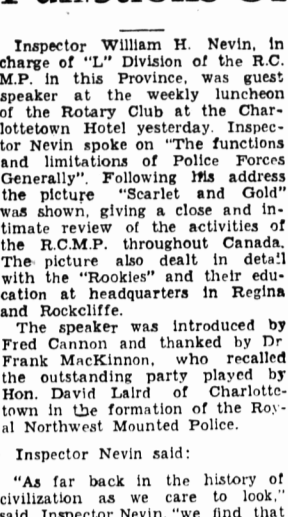 Inspector William H. Nevin, in
charge of "L" Division of the R.C.
M.P. in this Province, was guest
speaker at the weekly luncheon
of the Rotary Club at the Char-
lottetown Hotel yesterday. Inspec-
tor Nevin spoke on "The functions
and limitations of Police Forces
Generally". Following his address
the picture "Scarlet and Gold"
was shown, giving a close and in-
timate review of the activities of
the R.C.M.P. throughout Canada.
The picture also dealt in detail
with the "Rookies" and their edu-
cation at headquarters in Regina
and Rockcliffe.
The speaker was introduced by
Fred Cannon and thanked by Dr
Frank MacKinnon, who recalled
the outstanding party played by
Hon. David Laird of Charlotte-
town in the formation of the Roy-
al Northwest Mounted Police.
Inspector Nevin said:
"As far back in the history of
civilization as we care to look,"
said Inspector Nevin, "we find that